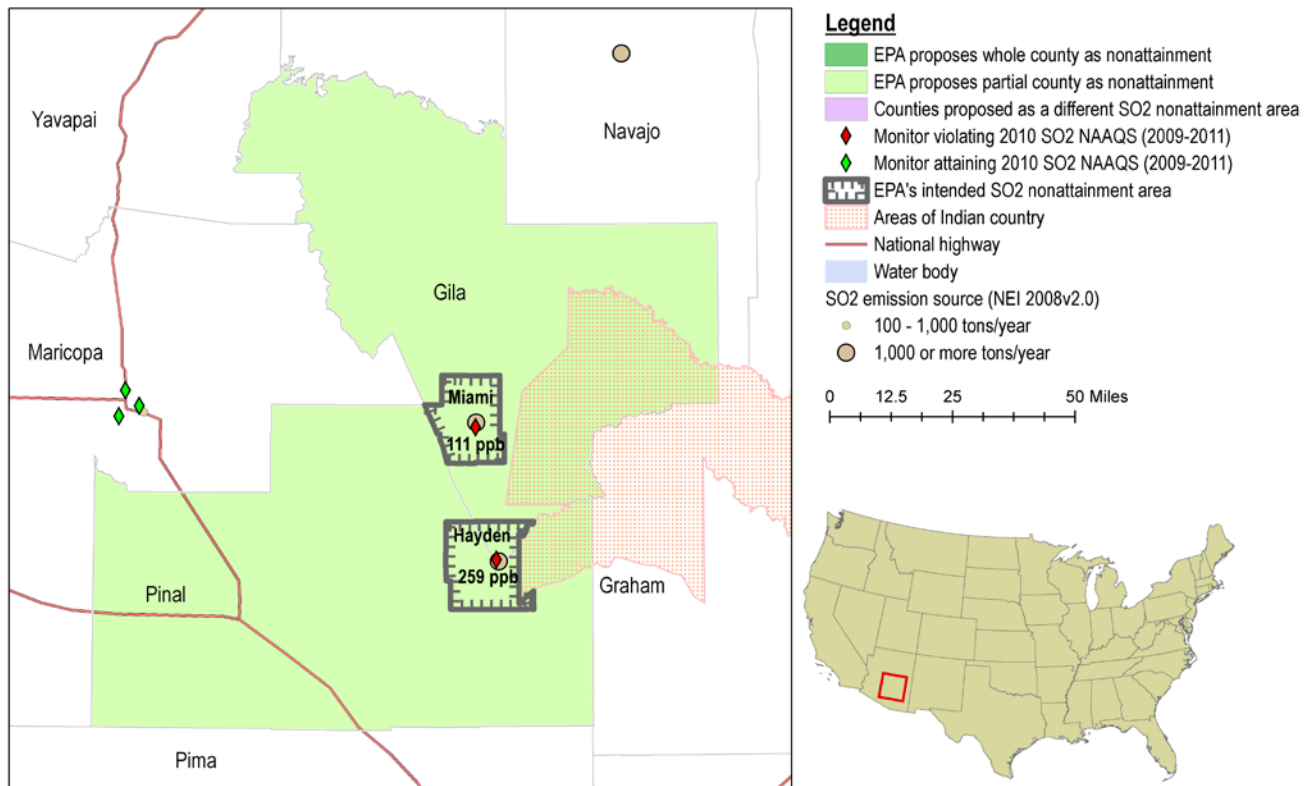 Yavapai
Navajo
Gila
Maricopa
Miami
111 ppb
Hayden
259 ppb
Pinal
Graham
Pima
Legend
EPA proposes whole county as nonattainment
EPA proposes partial county as nonattainment
Counties proposed as a different SO2 nonattainment area
Monitor violating 2010 SO2 NAAQS (2009-2011)
Monitor attaining 2010 SO2 NAAQS (2009-2011)
EPA's intended SO2 nonattainment area
Areas of Indian country
National highway
Water body
SO2 emission source (NEI 2008v2.0)
100 - 1,000 tons/year
1,000 or more tons/year
0 12.5 25 50 Miles